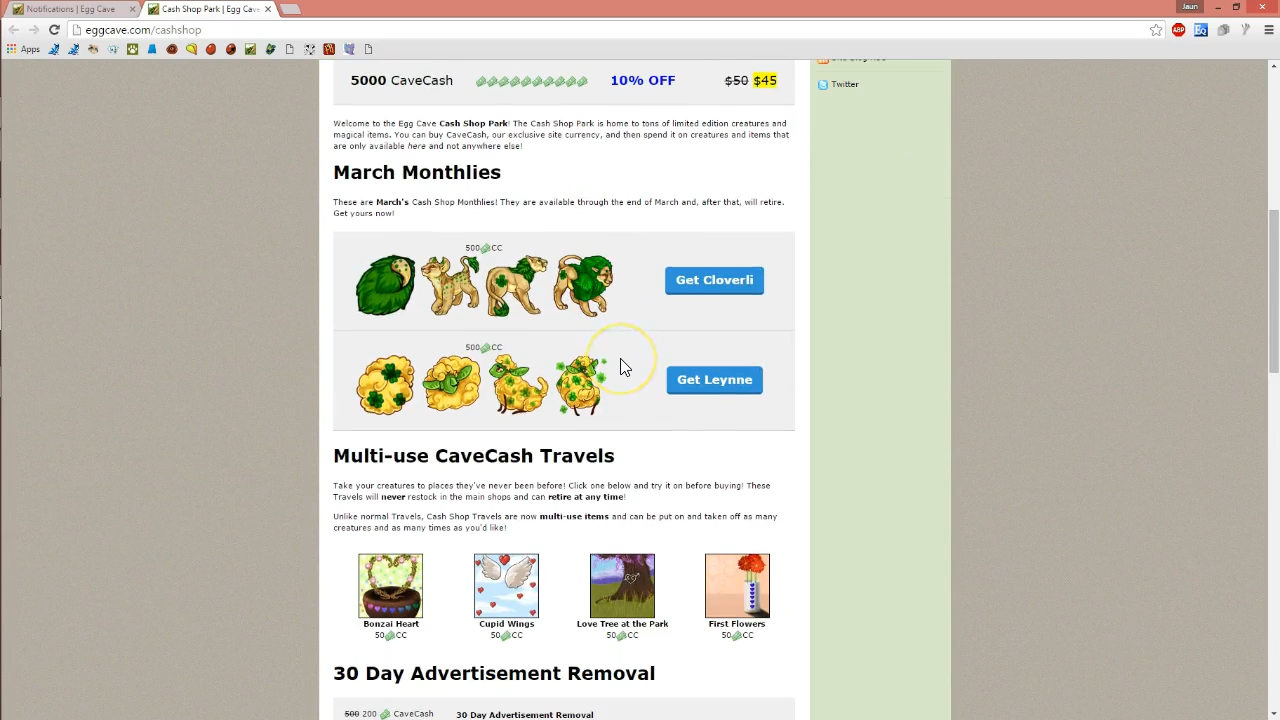 Notifications | Egg Cave
Cash Shop Park | Egg Cave
Jaun
eggcave.com/cashshop
Apps
5000 CaveCash 10% OFF $50 $45
Twitter
Welcome to the Egg Cave Cash Shop Park! The Cash Shop Park is home to tons of limited edition creatures and
magical items. You can buy CaveCash, our exclusive site currency, and then spend it on creatures and items
that are only available here and not anywhere else!
March Monthlies
These are March's Cash Shop Monthlies! They are available through the end of March and, after that, will retire.
Get yours now!
500 CC
Get Cloverli
500 CC
Get Leynne
Multi-use CaveCash Travels
Take your creatures to places they've never been before! Click one below and try it on before buying! These
Travels will never restock in the main shops and can retire at any time!
Unlike normal Travels, Cash Shop Travels are now multi-use items and can be put on and taken off as many
creatures and as many times as you'd like!
Bonzai Heart Cupid Wings Love Tree at the Park First Flowers
50 CC 50 CC 50 CC 50 CC
30 Day Advertisement Removal
500 200 CaveCash 30 Day Advertisement Removal